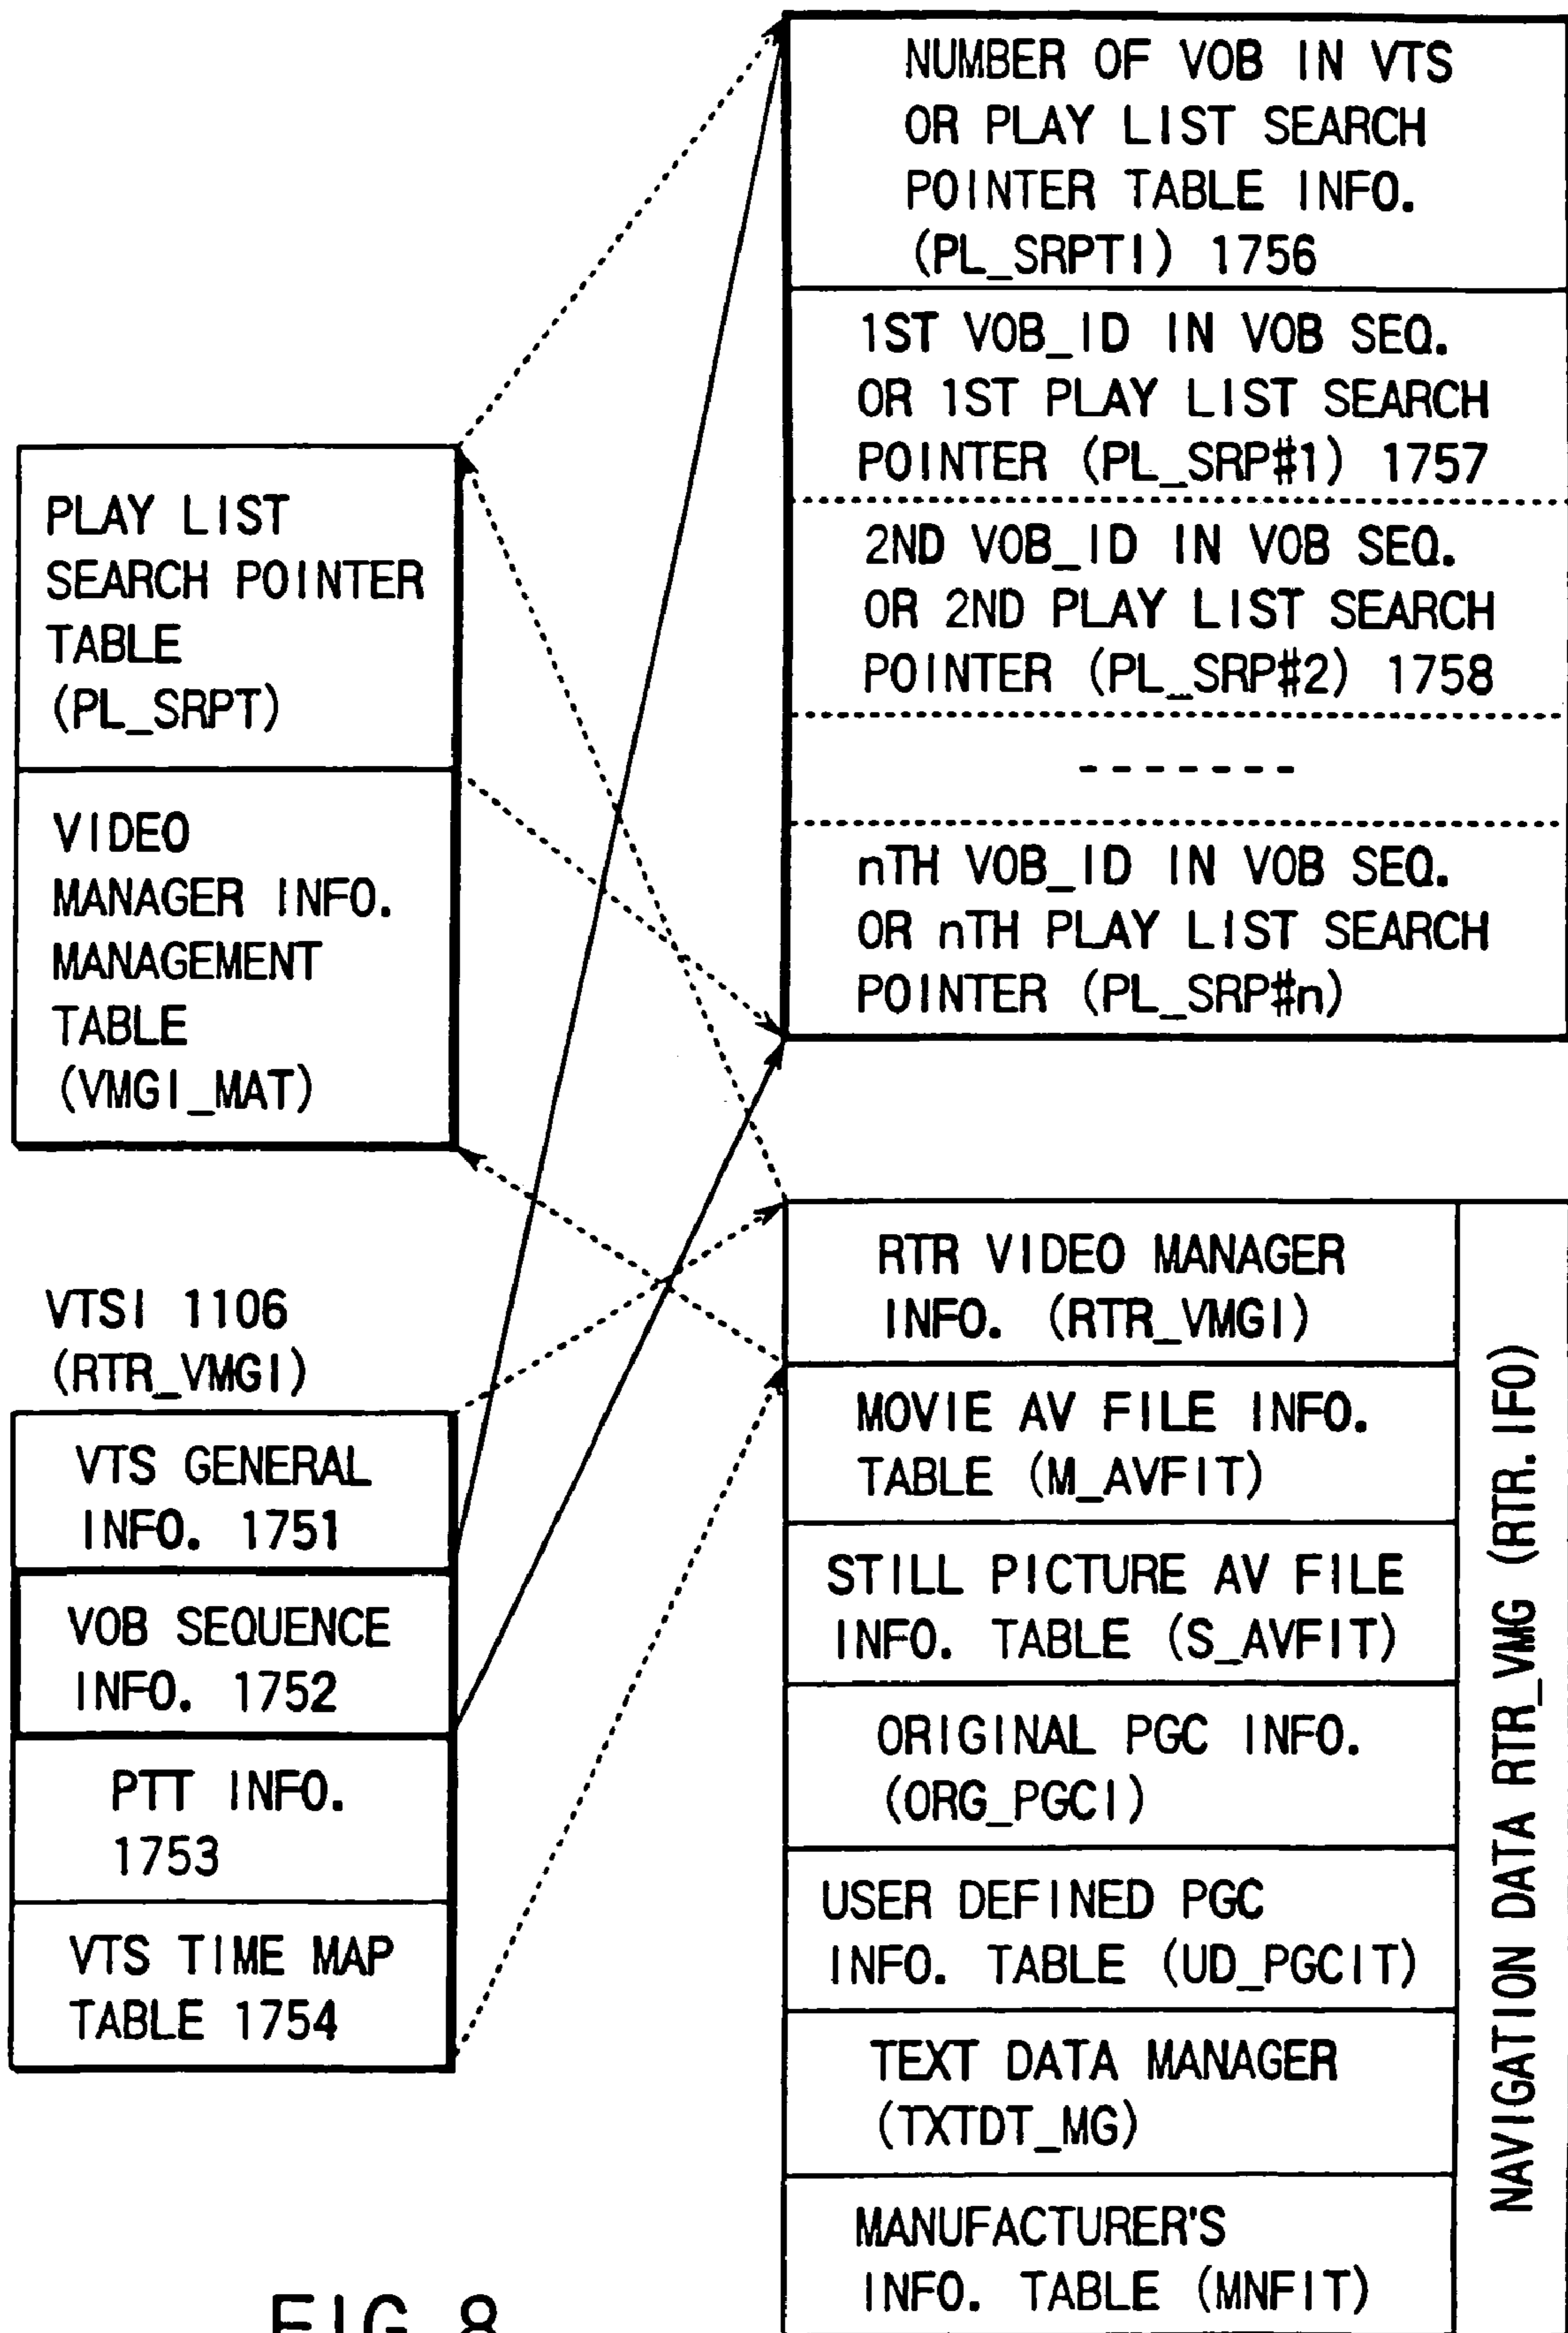 NUMBER OF VOB IN VTS
OR PLAY LIST SEARCH
POINTER TABLE INFO.
(PL_SRPTI) 1756
1ST VOB_ID IN VOB SEQ.
OR 1ST PLAY LIST SEARCH
POINTER (PL_SRP#1) 1757
2ND VOB_ID IN VOB SEQ.
OR 2ND PLAY LIST SEARCH
POINTER (PL_SRP#2) 1758
-------
nTH VOB_ID IN VOB SEQ.
OR nTH PLAY LIST SEARCH
POINTER (PL_SRP#n)
PLAY LIST
SEARCH POINTER
TABLE
(PL_SRPT)
VIDEO
MANAGER INFO.
MANAGEMENT
TABLE
(VMGI_MAT)
VTSI 1106
(RTR_VMGI)
VTS GENERAL
INFO. 1751
VOB SEQUENCE
INFO. 1752
PTT INFO.
1753
VTS TIME MAP
TABLE 1754
RTR VIDEO MANAGER
INFO. (RTR_VMGI)
MOVIE AV FILE INFO.
TABLE (M_AVFIT)
STILL PICTURE AV FILE
INFO. TABLE (S_AVFIT)
ORIGINAL PGC INFO.
(ORG_PGCI)
USER DEFINED PGC
INFO. TABLE (UD_PGCIT)
TEXT DATA MANAGER
(TXTDT_MG)
MANUFACTURER'S
INFO. TABLE (MNFIT)
NAVIGATION DATA RTR_VMG (RTR. IFO)
FIG. 8